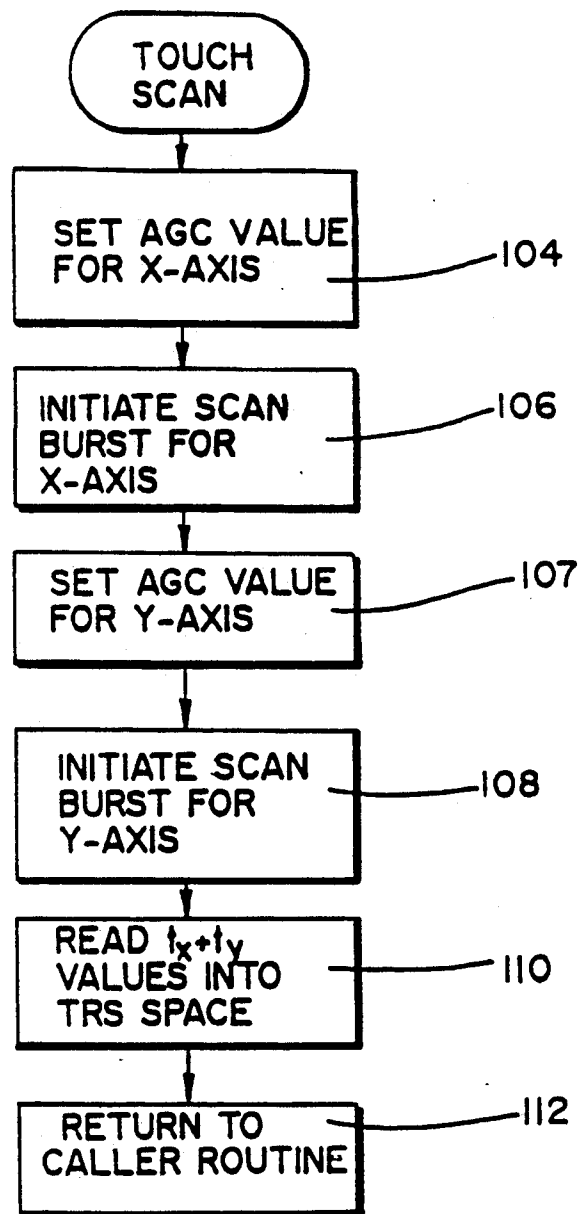 TOUCH
SCAN
SET AGC VALUE
FOR X-AXIS
104
INITIATE SCAN
BURST FOR
X-AXIS
106
SET AGC VALUE
FOR Y-AXIS
107
INITIATE SCAN
BURST FOR
Y-AXIS
108
READ tx+ty
VALUES INTO
TRS SPACE
110
RETURN TO
CALLER ROUTINE
112